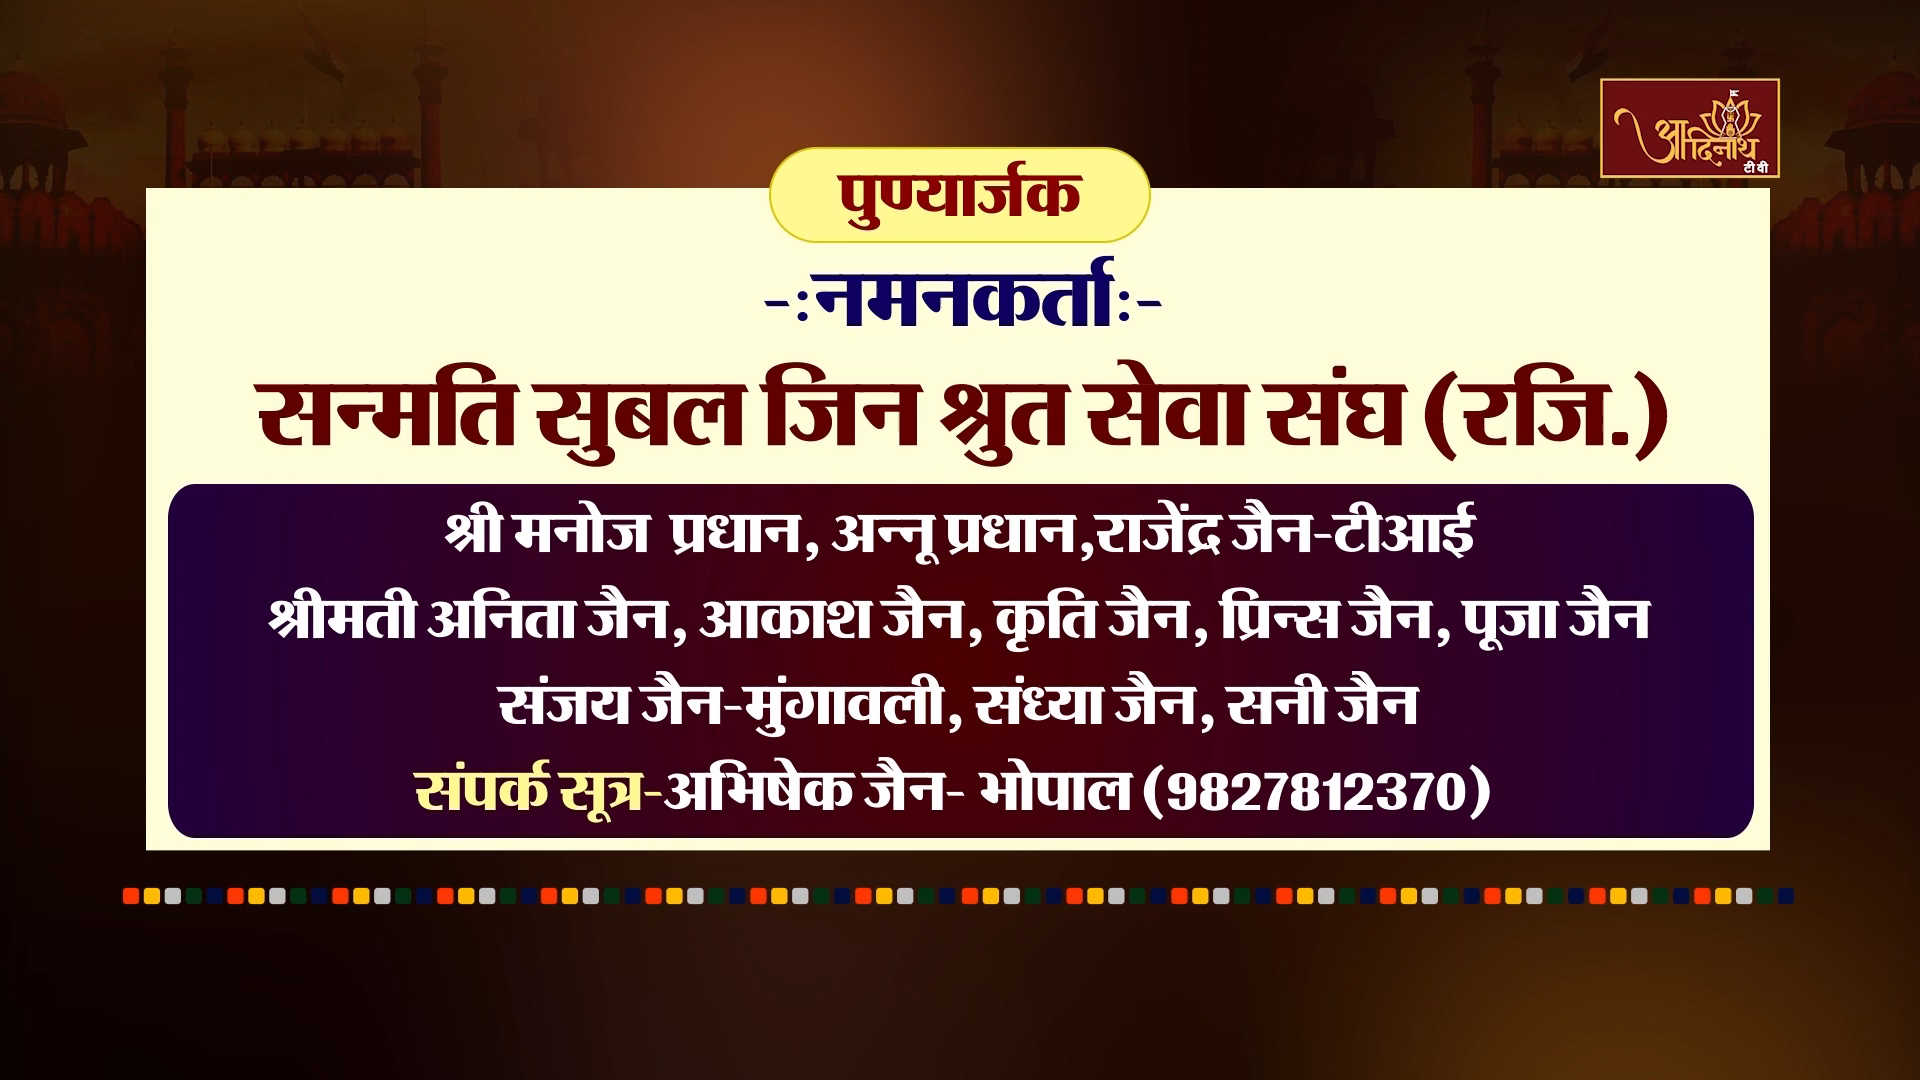 आदिनाथ
टीवी
पुण्यार्जक
-ःनमनकर्ताः-
सन्मति सुबल जिन श्रुत सेवा संघ (रजि.)
श्री मनोज प्रधान, अन्नू प्रधान,राजेंद्र जैन-टीआई
श्रीमती अनिता जैन, आकाश जैन, कृति जैन, प्रिन्स जैन, पूजा जैन
संजय जैन-मुंगावली, संध्या जैन, सनी जैन
संपर्क सूत्र-अभिषेक जैन- भोपाल (9827812370)